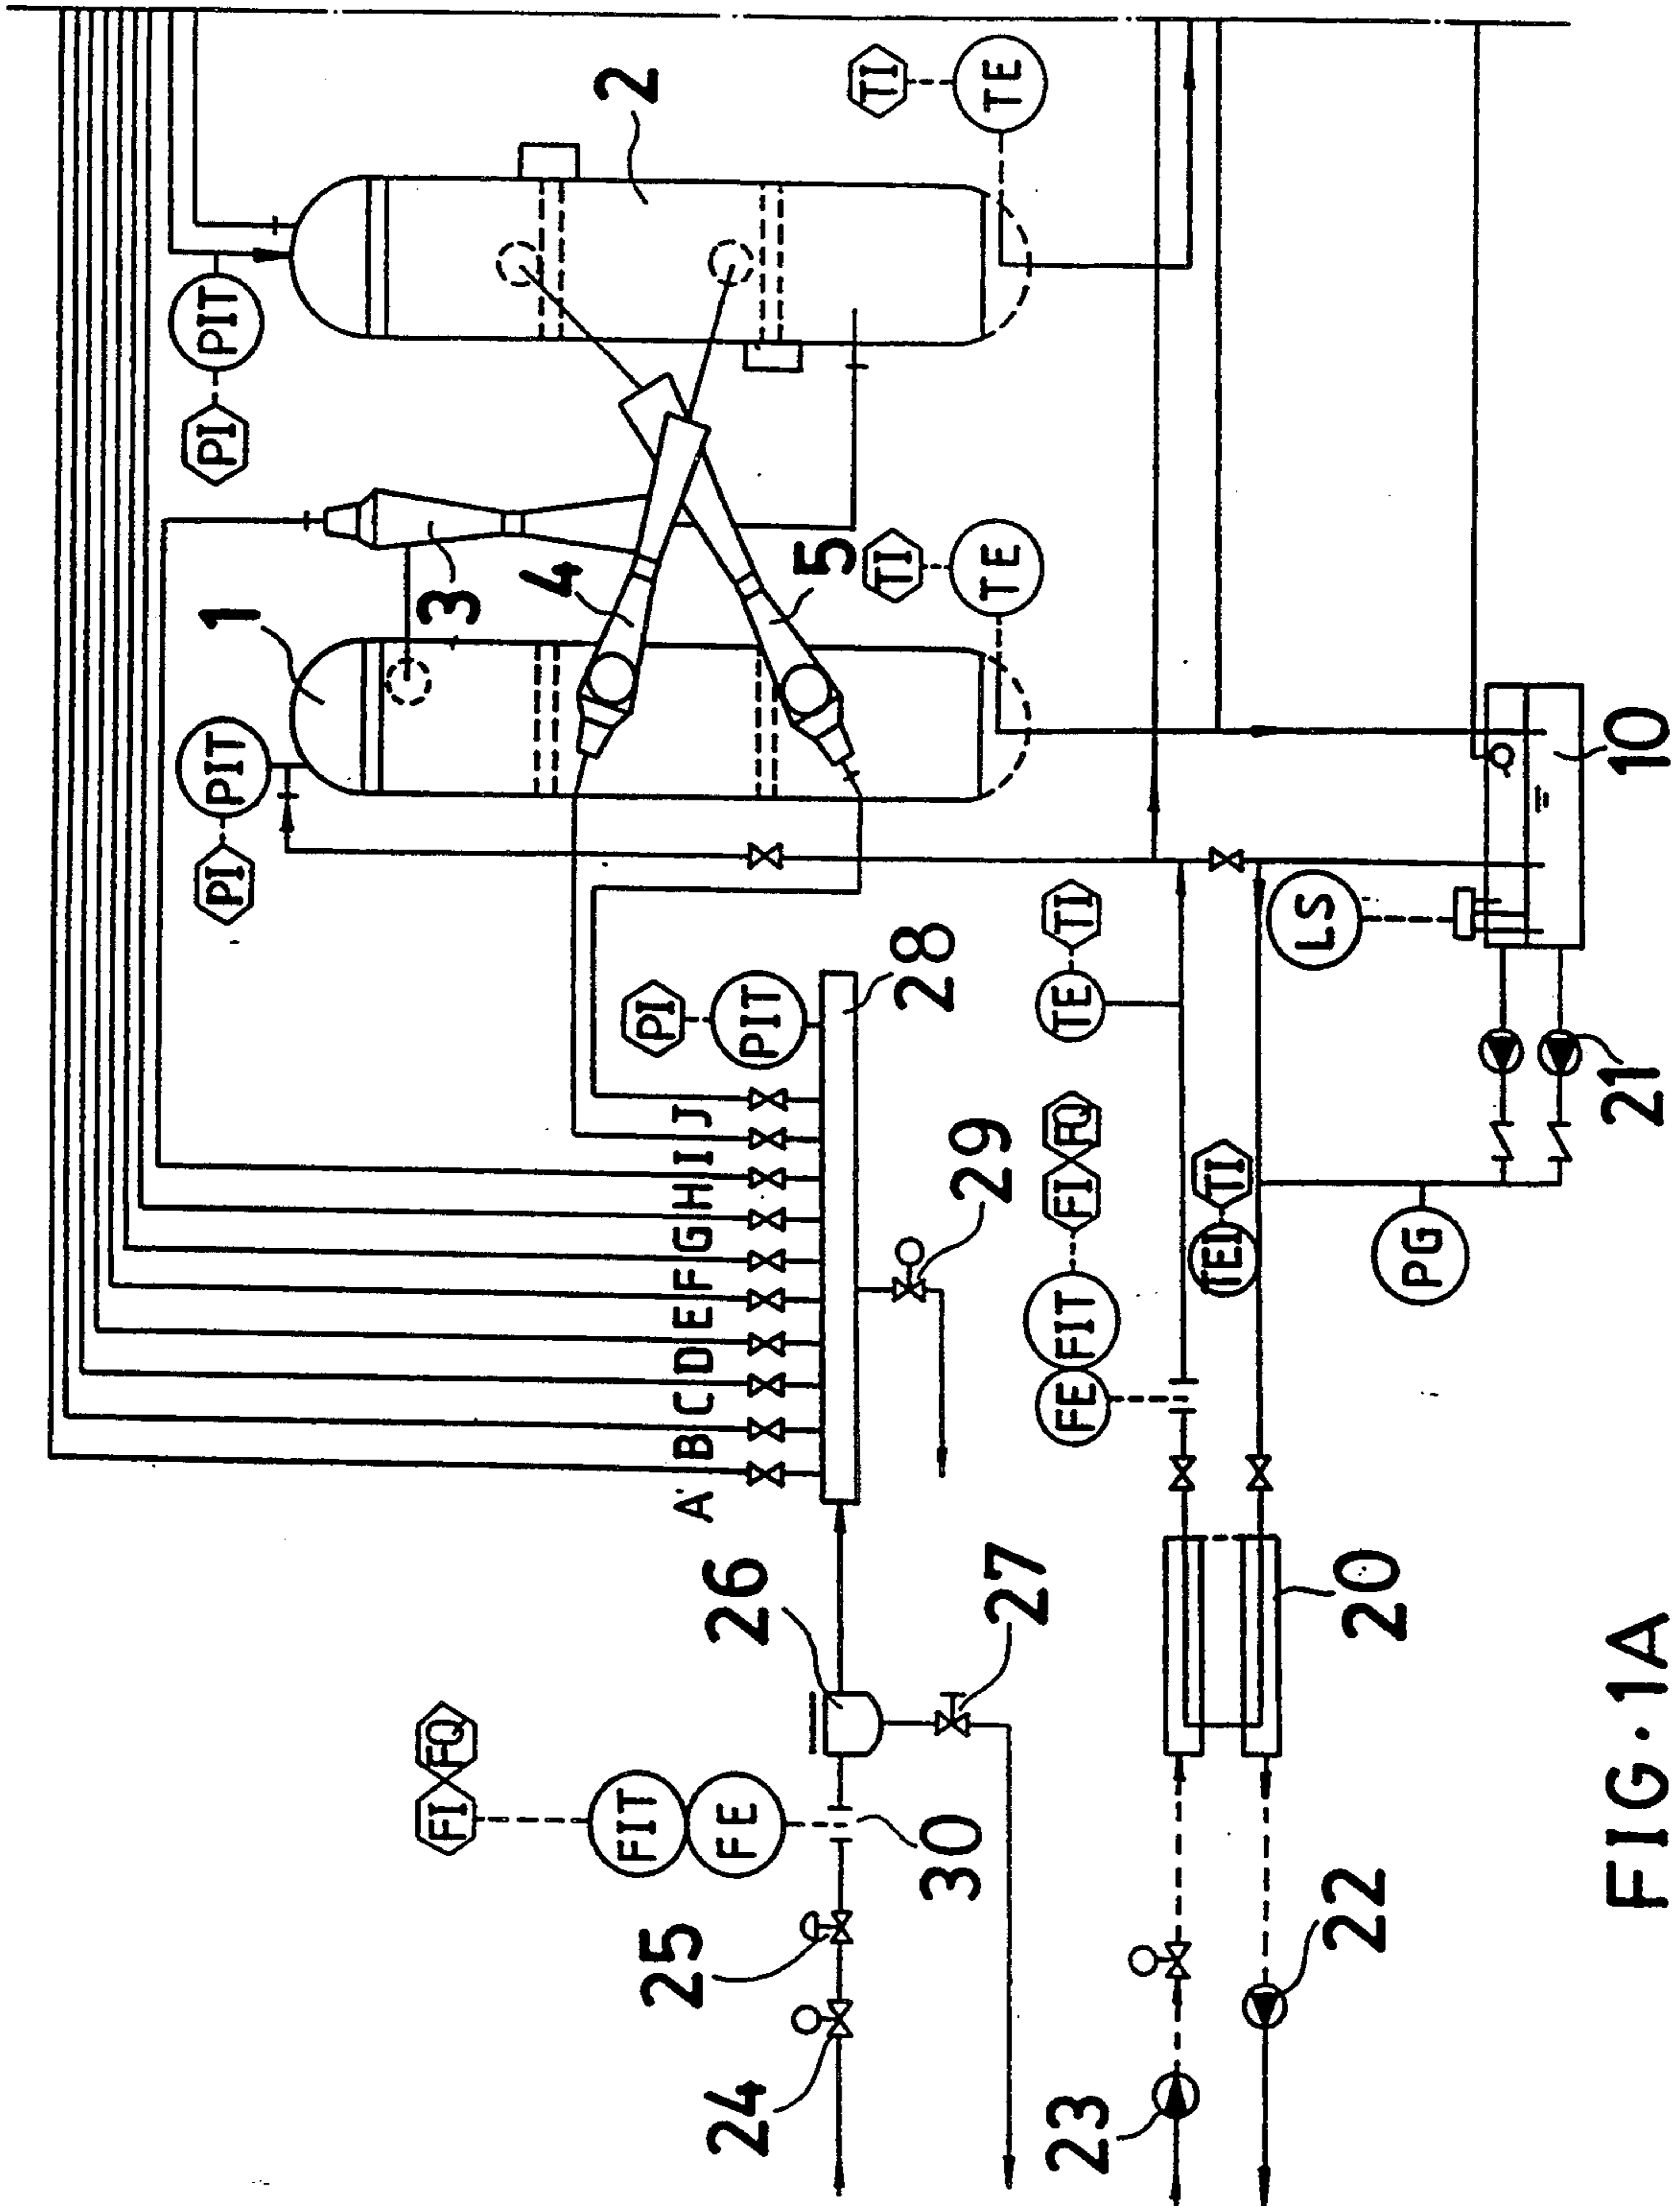 PI
PIT
1
PI
PIT
FI
FQ
3
4
2
FIT
PI
25
A B C D E F G H I J
24
FE
26
PIT
5
TI
TI
28
30
29
TE
TE
27
23
FE
FIT
FI
FQ
TE
TI
TEI
TI
LS
22
20
PG
21
10
FIG.1A